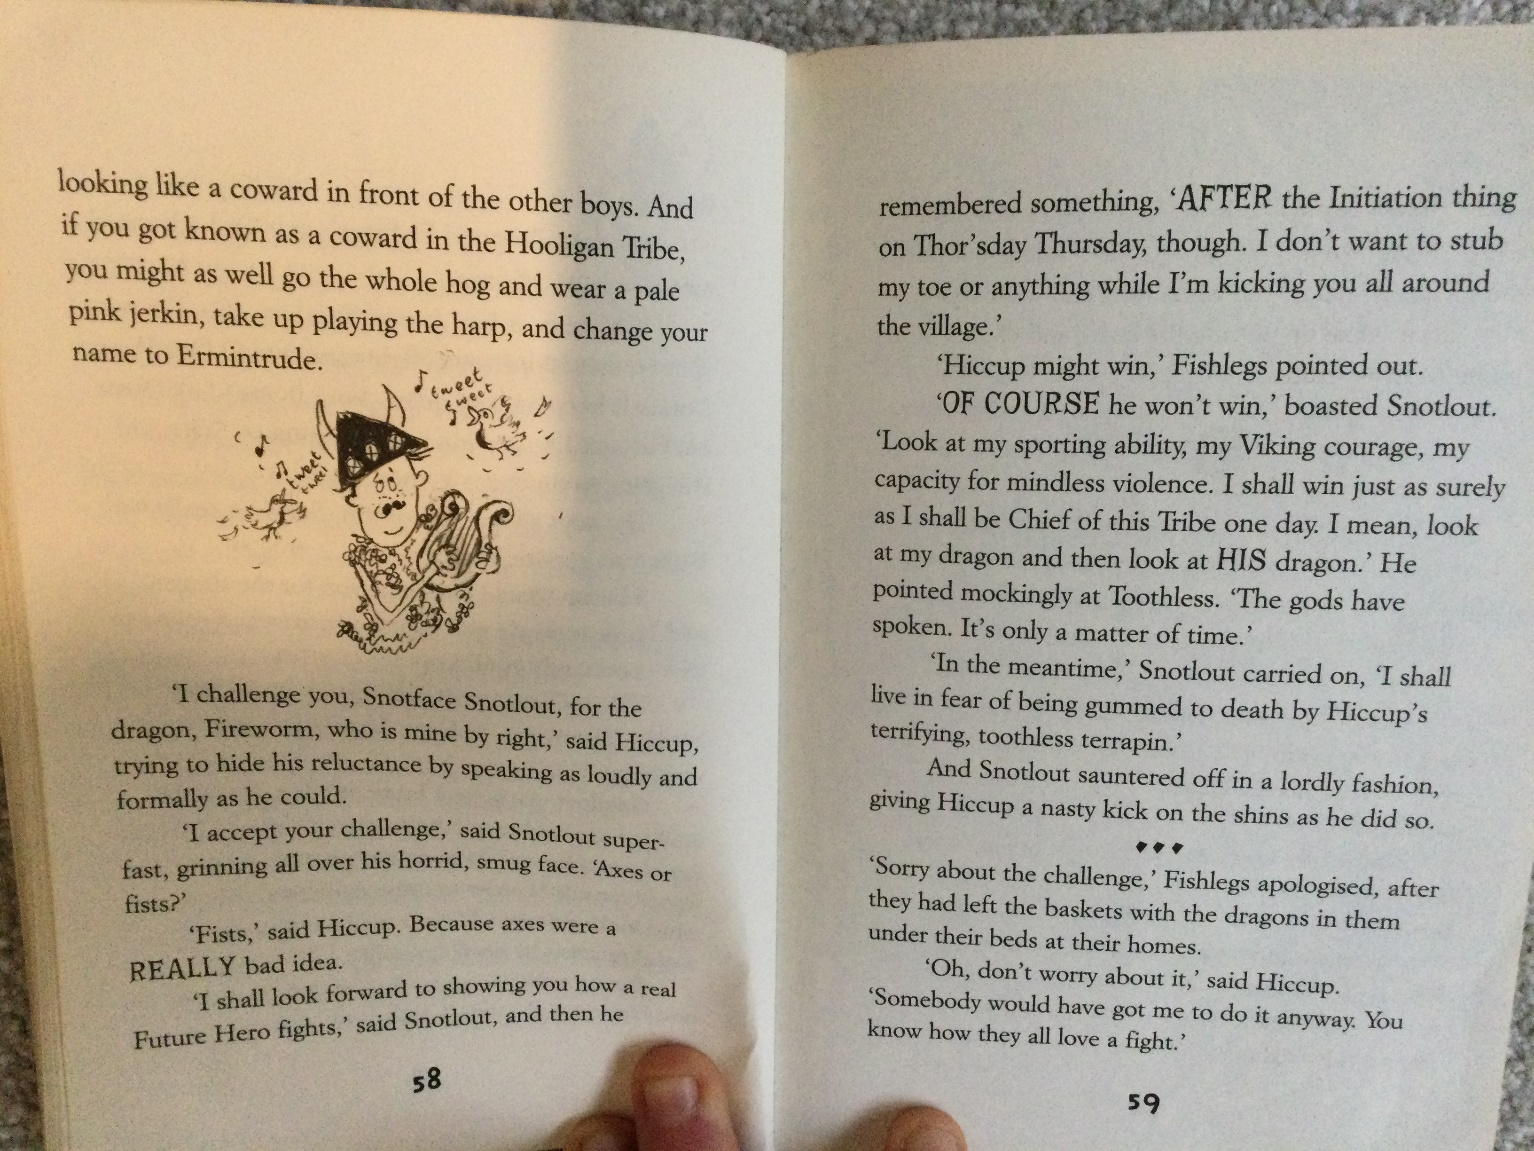 looking like a coward in front of the other boys. And
if you got known as a coward in the Hooligan Tribe,
you might as well go the whole hog and wear a pale
pink jerkin, take up playing the harp, and change your
name to Ermintrude.
tweet
tweet
tweet
tweet
‘I challenge you, Snotface Snotlout, for the
dragon, Fireworm, who is mine by right,’ said Hiccup,
trying to hide his reluctance by speaking as loudly and
formally as he could.
‘I accept your challenge,’ said Snotlout super-
fast, grinning all over his horrid, smug face. ‘Axes or
fists?’
‘Fists,’ said Hiccup. Because axes were a
REALLY bad idea.
‘I shall look forward to showing you how a real
Future Hero fights,’ said Snotlout, and then he
58
remembered something, ‘AFTER the Initiation thing
on Thor’sday Thursday, though. I don’t want to stub
my toe or anything while I’m kicking you all around
the village.’
‘Hiccup might win,’ Fishlegs pointed out.
‘OF COURSE he won’t win,’ boasted Snotlout.
‘Look at my sporting ability, my Viking courage, my
capacity for mindless violence. I shall win just as surely
as I shall be Chief of this Tribe one day. I mean, look
at my dragon and then look at HIS dragon.’ He
pointed mockingly at Toothless. ‘The gods have
spoken. It’s only a matter of time.’
‘In the meantime,’ Snotlout carried on, ‘I shall
live in fear of being gummed to death by Hiccup’s
terrifying, toothless terrapin.’
And Snotlout sauntered off in a lordly fashion,
giving Hiccup a nasty kick on the shins as he did so.
‘Sorry about the challenge,’ Fishlegs apologised, after
they had left the baskets with the dragons in them
under their beds at their homes.
‘Oh, don’t worry about it,’ said Hiccup.
‘Somebody would have got me to do it anyway. You
know how they all love a fight.’
59